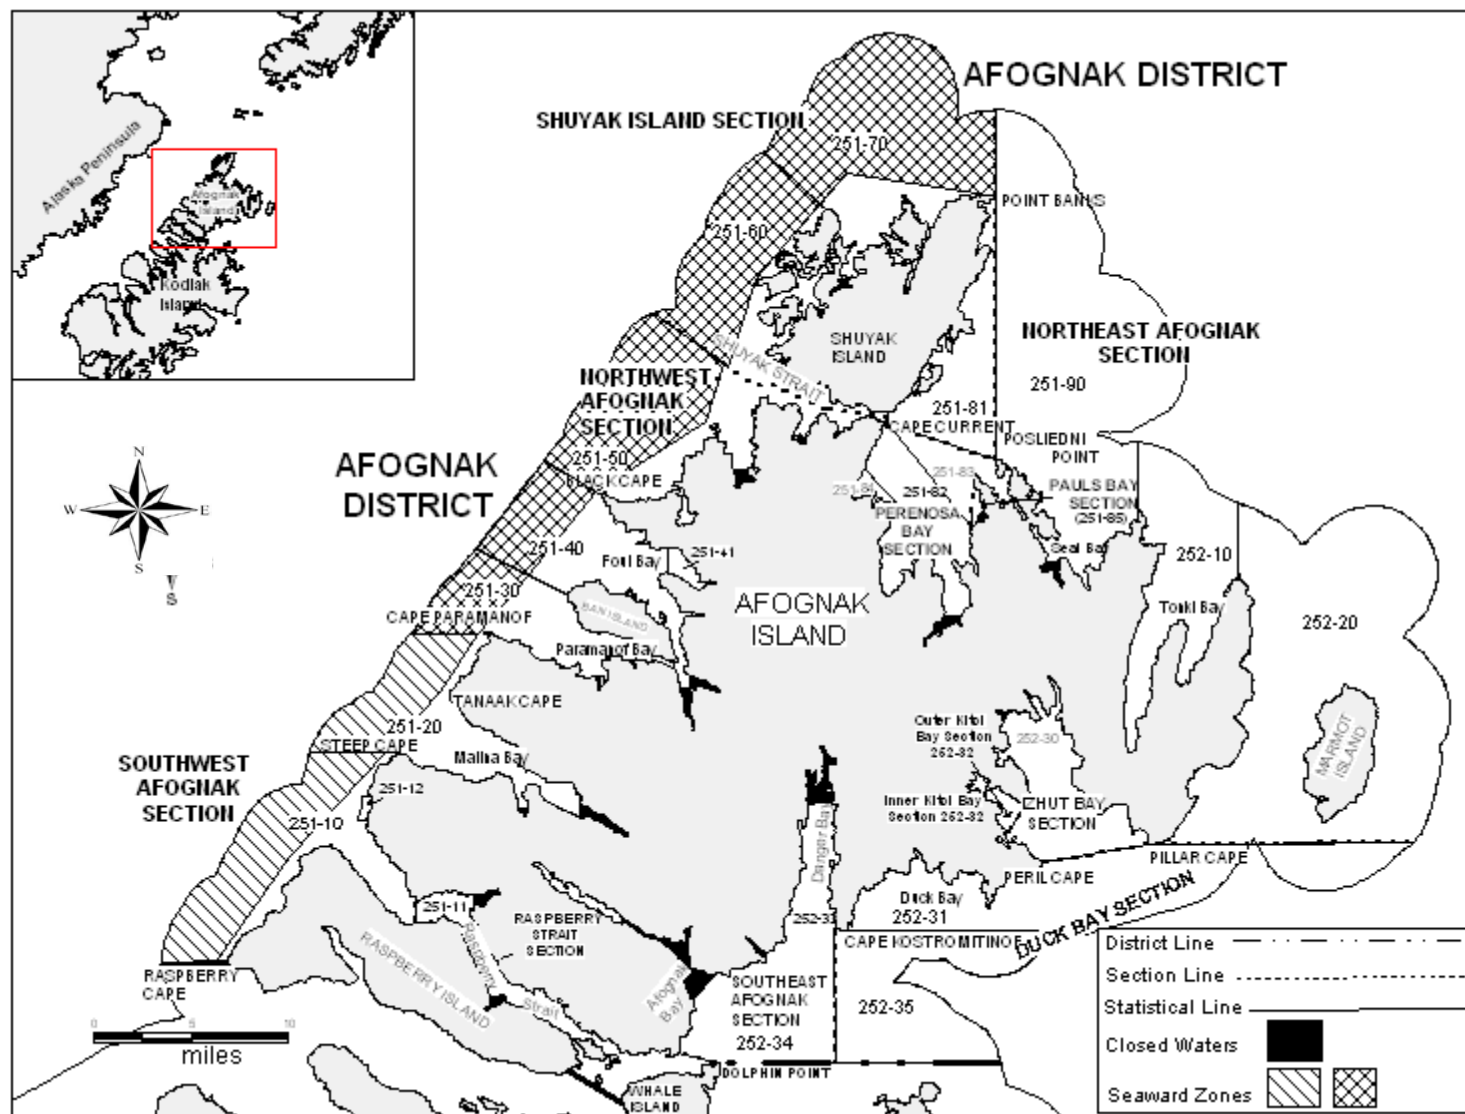 Alaska Peninsula
Afognak
Island
Kodiak
Island
AFOGNAK DISTRICT
SHUYAK ISLAND SECTION
251-70
POINT BANKS
251-60
SHUYAK
ISLAND
SHUYAK STRAIT
NORTHEAST AFOGNAK
SECTION
251-90
NORTHWEST
AFOGNAK
SECTION
251-81
CAPE CURRENT
POSLIEDNI
POINT
251-50
BLACK CAPE
AFOGNAK
DISTRICT
251-83
251-84
251-82
PERENOSA
BAY
SECTION
PAULS BAY
SECTION
(251-85)
N
W
E
S
S
251-40
Foul Bay
251-41
Seal Bay
252-10
251-30
CAPE PARAMANOF
BAN ISLAND
AFOGNAK
ISLAND
Tonki Bay
252-20
Paramanof Bay
TANAAK CAPE
251-20
STEEP CAPE
Malina Bay
Outer Kitoi
Bay Section
252-32
252-30
MARMOT
ISLAND
SOUTHWEST
AFOGNAK
SECTION
251-12
251-10
Inner Kitoi Bay
Section 252-32
IZHUT BAY
SECTION
Danger Bay
PILLAR CAPE
PERIL CAPE
Duck Bay
252-31
DUCK BAY SECTION
251-11
RASPBERRY
STRAIT
SECTION
Raspberry
Strait
RASPBERRY ISLAND
CAPE KOSTROMITINOF
RASPBERRY
CAPE
Afognak
Bay
SOUTHEAST
AFOGNAK
SECTION
252-34
252-35
0
5
10
miles
DOLPHIN POINT
WHALE
ISLAND
District Line
Section Line
Statistical Line
Closed Waters
Seaward Zones